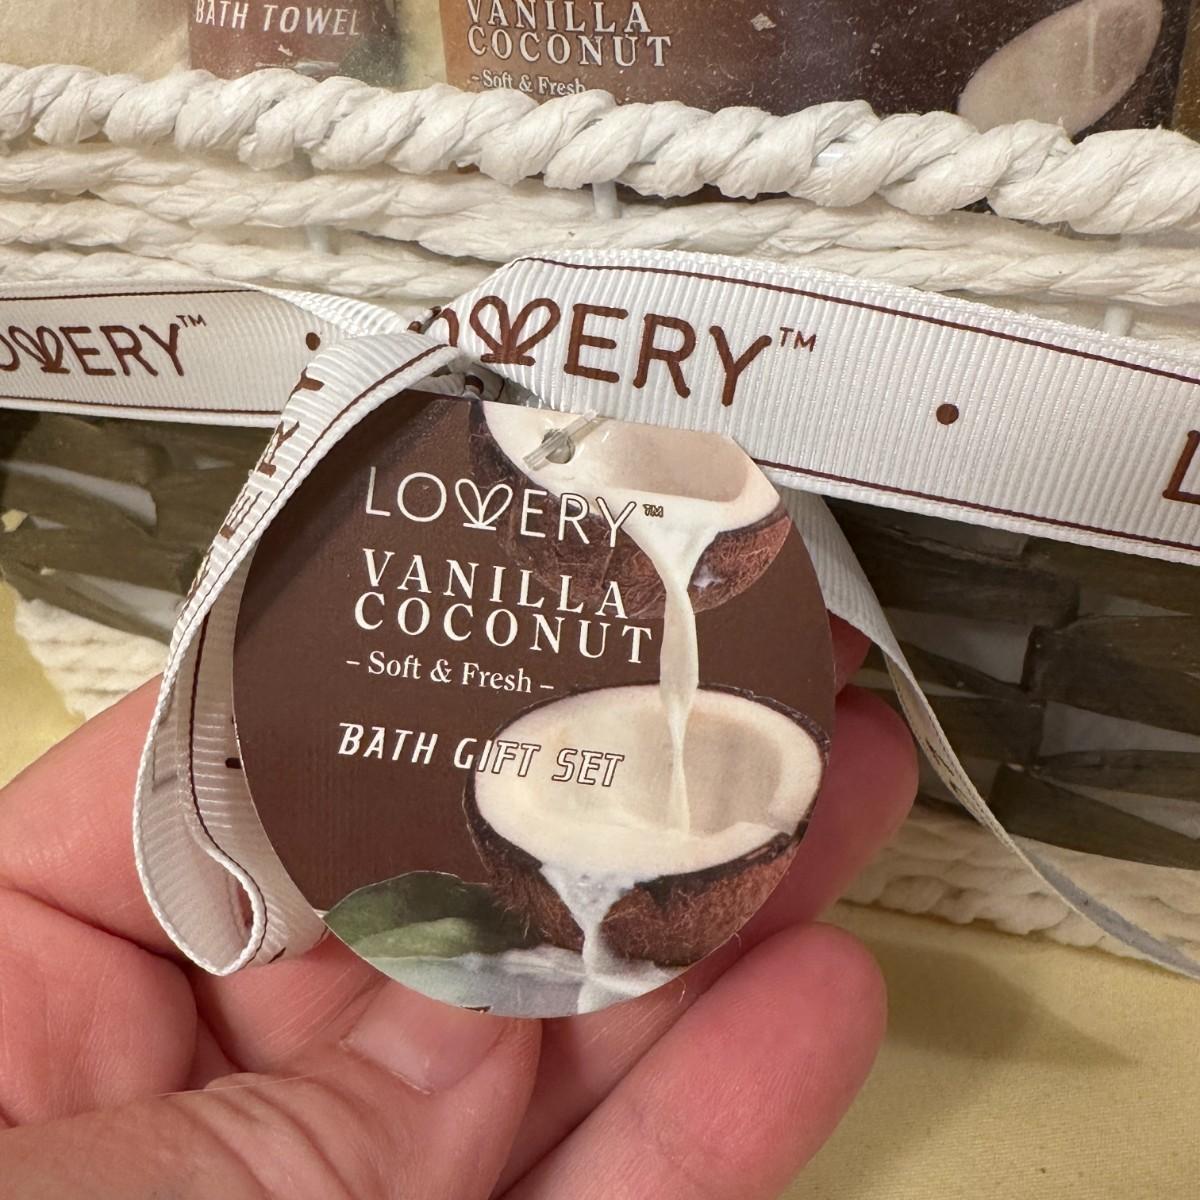 BATH TOWEL
VANILLA
COCONUT
- Soft & Fresh
LOVERY™
LOVERY™
LOVERY™
VANILLA
COCONUT
- Soft & Fresh -
BATH GIFT SET